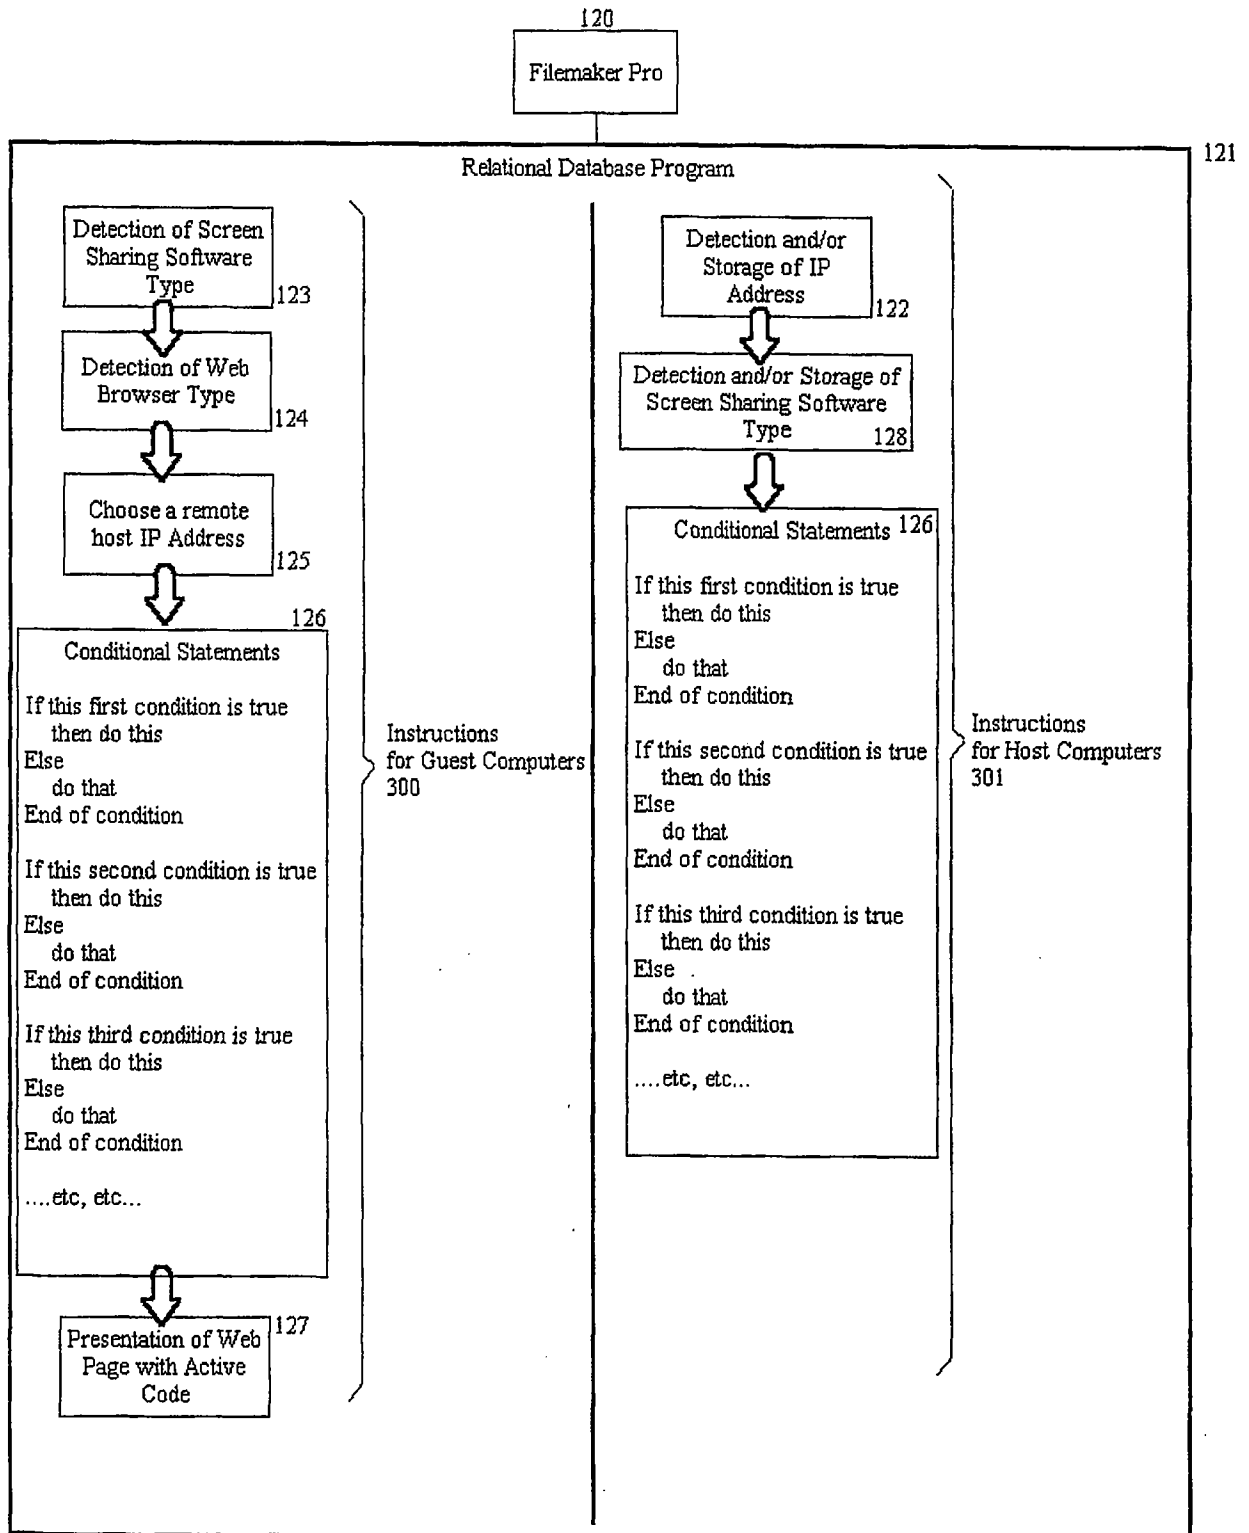 120
Filemaker Pro
121
Relational Database Program
Detection of Screen
Sharing Software
Type
123
Detection of Web
Browser Type
124
Choose a remote
host IP Address
125
126
Conditional Statements
If this first condition is true
then do this
Else
do that
End of condition
If this second condition is true
then do this
Else
do that
End of condition
If this third condition is true
then do this
Else
do that
End of condition
....etc, etc...
127
Presentation of Web
Page with Active
Code
Instructions
for Guest Computers
300
Detection and/or
Storage of IP
Address
122
Detection and/or Storage of
Screen Sharing Software
Type
128
Conditional Statements 126
If this first condition is true
then do this
Else
do that
End of condition
If this second condition is true
then do this
Else
do that
End of condition
If this third condition is true
then do this
Else
do that
End of condition
....etc, etc...
Instructions
for Host Computers
301